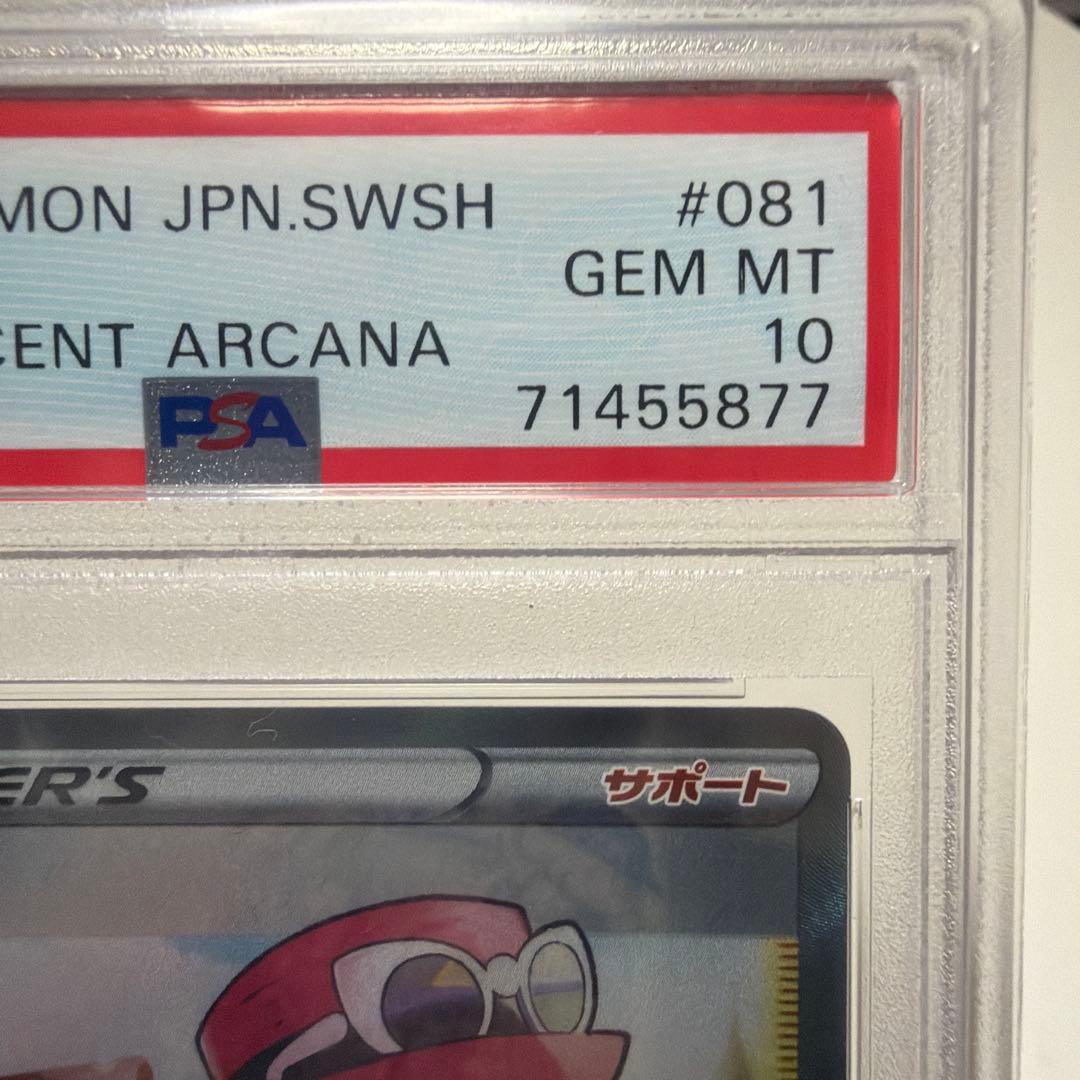 MON JPN.SWSH #081
GEM MT
CENT ARCANA 10
PSA 71455877
ER'S サポート